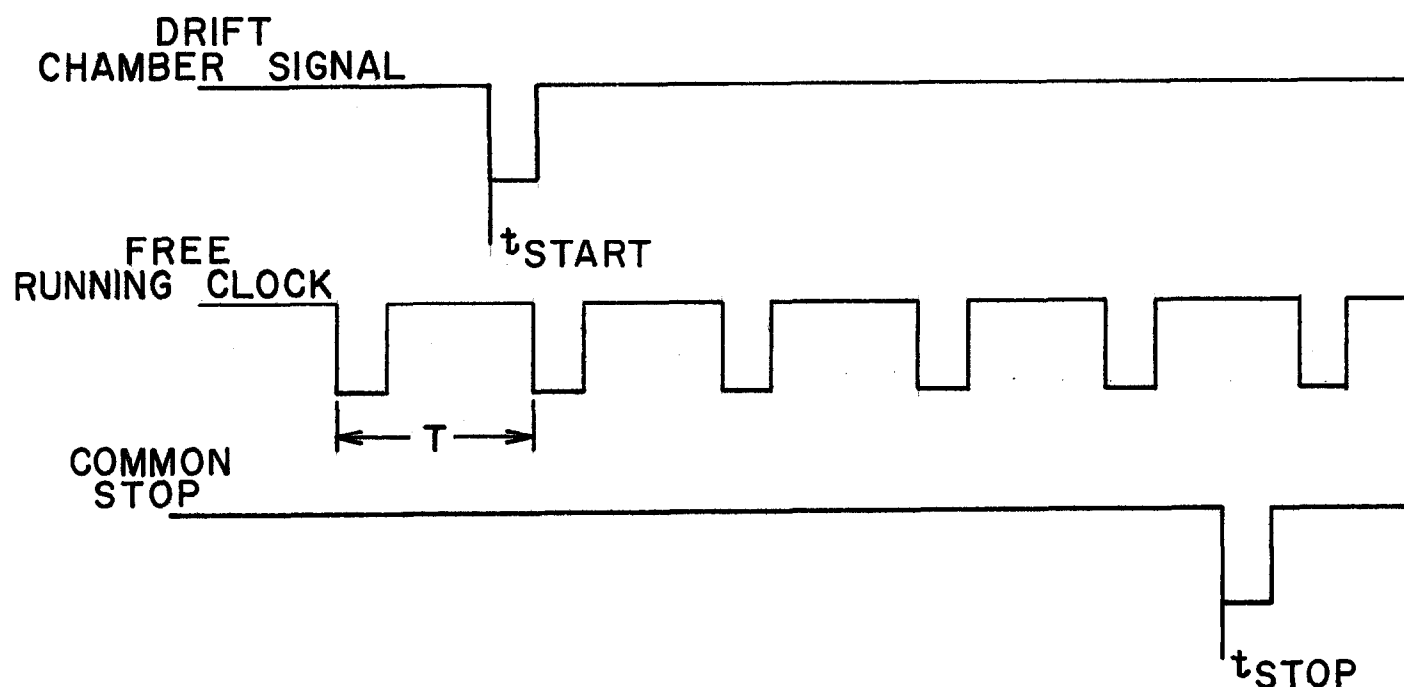 DRIFT
CHAMBER SIGNAL
tSTART
FREE
RUNNING CLOCK
T
COMMON
STOP
tSTOP